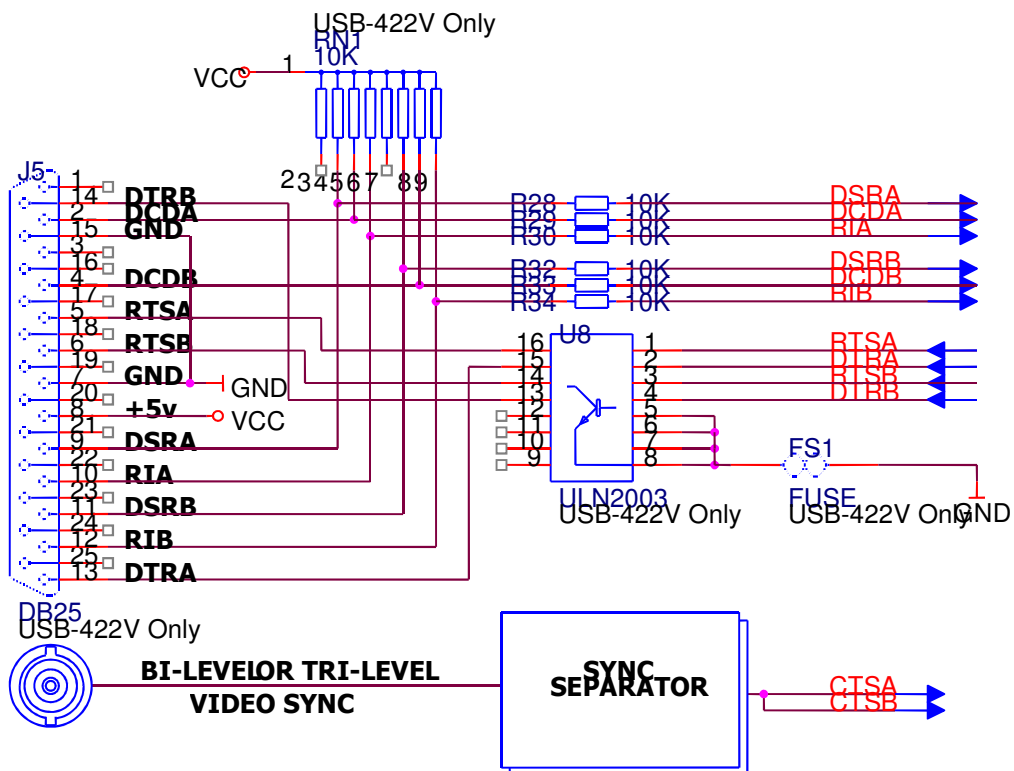 USB-422V Only
RN1
10K
VCC
1
2 3 4 5 6 7 8 9
J5
1
14 DTRB
2 DCDA
15 GND
3
16
4 DCDB
17
5 RTSA
18
6 RTSB
19
7 GND
GND
20
8 +5v
VCC
21
9 DSRA
22
10 RIA
23
11 DSRB
24
12 RIB
25
13 DTRA
DB25
USB-422V Only
R28 10K DSRA
R29 10K DCDA
R30 10K RIA
R32 10K DSRB
R33 10K DCDB
R34 10K RIB
U8
16 1 RTSA
15 2 DTRA
14 3 RTSB
13 4 DTRB
12 5
11 6
10 7
9 8
ULN2003
USB-422V Only
FS1
FUSE
USB-422V Only
GND
BI-LEVEL OR TRI-LEVEL
VIDEO SYNC
SYNC
SEPARATOR
CTSA
CTSB